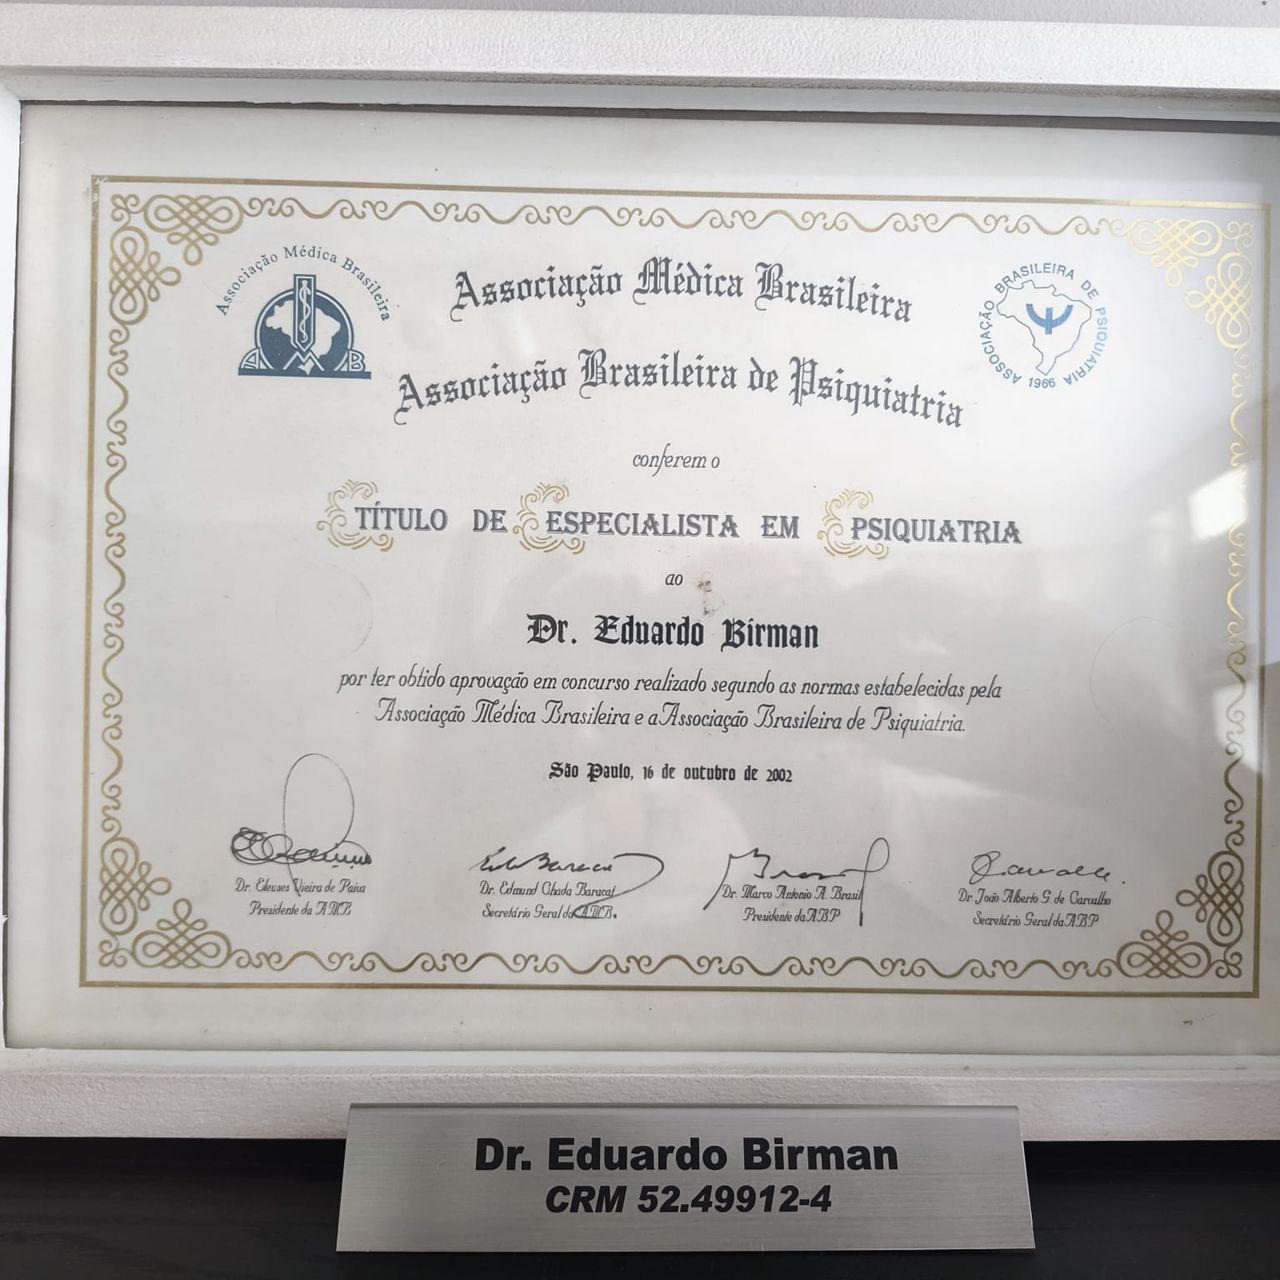 Associação Médica Brasileira
AMB
Associação Médica Brasileira
ASSOCIAÇÃO BRASILEIRA DE PSIQUIATRIA
1966
Associação Brasileira de Psiquiatria
conferem o
TÍTULO DE ESPECIALISTA EM PSIQUIATRIA
ao
Dr. Eduardo Birman
por ter obtido aprovação em concurso realizado segundo as normas estabelecidas pela
Associação Médica Brasileira e a Associação Brasileira de Psiquiatria.
São Paulo, 16 de outubro de 2002
Dr. Eleuses Vieira de Paiva
Presidente da AMB
Dr. Edmund Chada Baracat
Secretário Geral da AMB.
Dr. Marco Antonio A. Brasil
Presidente da ABP
Dr. João Alberto G. de Carvalho
Secretário Geral da ABP
Dr. Eduardo Birman
CRM 52.49912-4